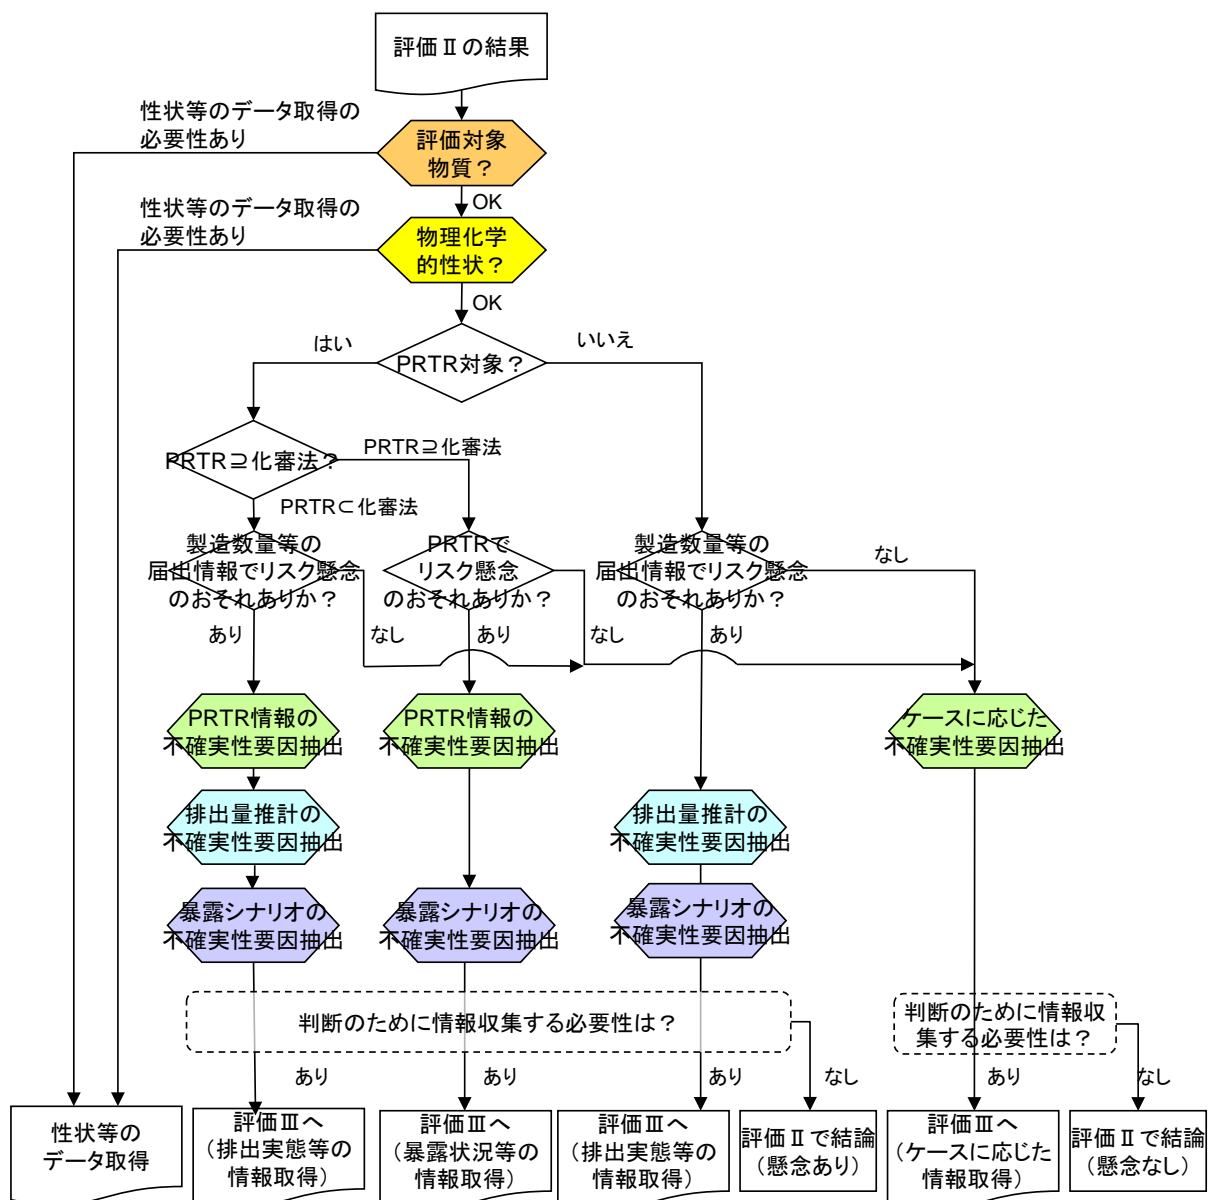 評価Ⅱの結果
性状等のデータ取得の
必要性あり
評価対象
物質？
OK
性状等のデータ取得の
必要性あり
物理化学
的性状？
OK
はい
PRTR対象？
いいえ
PRTR⊇化審法？
PRTR⊇化審法
PRTR⊂化審法
製造数量等の
届出情報でリスク懸念
のおそれありか？
PRTRで
リスク懸念
のおそれありか？
製造数量等の
届出情報でリスク懸念
のおそれありか？
なし
あり
なし
あり
なし
あり
PRTR情報の
不確実性要因抽出
PRTR情報の
不確実性要因抽出
ケースに応じた
不確実性要因抽出
排出量推計の
不確実性要因抽出
排出量推計の
不確実性要因抽出
暴露シナリオの
不確実性要因抽出
暴露シナリオの
不確実性要因抽出
暴露シナリオの
不確実性要因抽出
判断のために情報収集する必要性は？
判断のために情報収
集する必要性は？
あり
あり
あり
なし
あり
なし
性状等の
データ取得
評価Ⅲへ
（排出実態等の
情報取得）
評価Ⅲへ
（暴露状況等の
情報取得）
評価Ⅲへ
（排出実態等の
情報取得）
評価Ⅱで結論
（懸念あり）
評価Ⅲへ
（ケースに応じた
情報取得）
評価Ⅱで結論
（懸念なし）